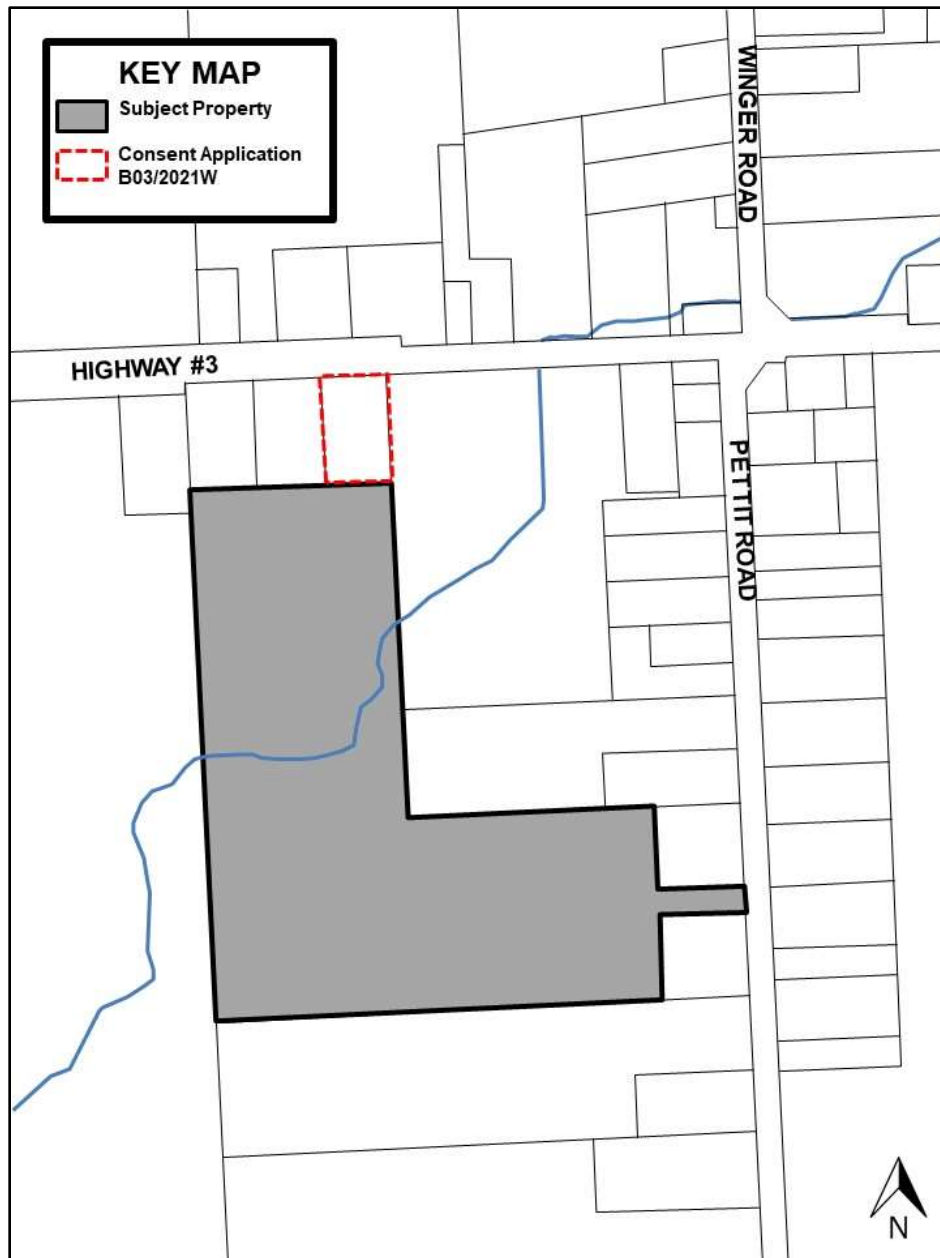 KEY MAP
Subject Property
Consent Application
B03/2021W
WINGER ROAD
HIGHWAY #3
PETTIT ROAD
N